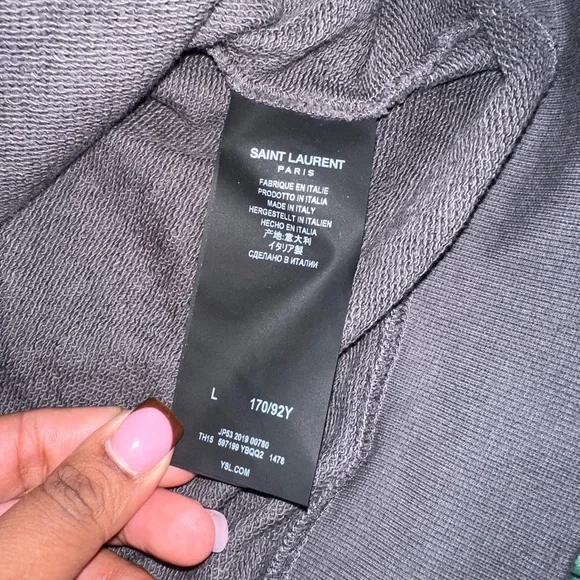 SAINT LAURENT
PARIS
FABRIQUE EN ITALIE
PRODOTTO IN ITALIA
MADE IN ITALY
HERGESTELLT IN ITALIEN
HECHO EN ITALIA
产地:意大利
イタリア製
СДЕЛАНО В ИТАЛИИ
L 170/92Y
JP53 2019 00780
TH15 597199 YBQQ2 1478
YSL.COM